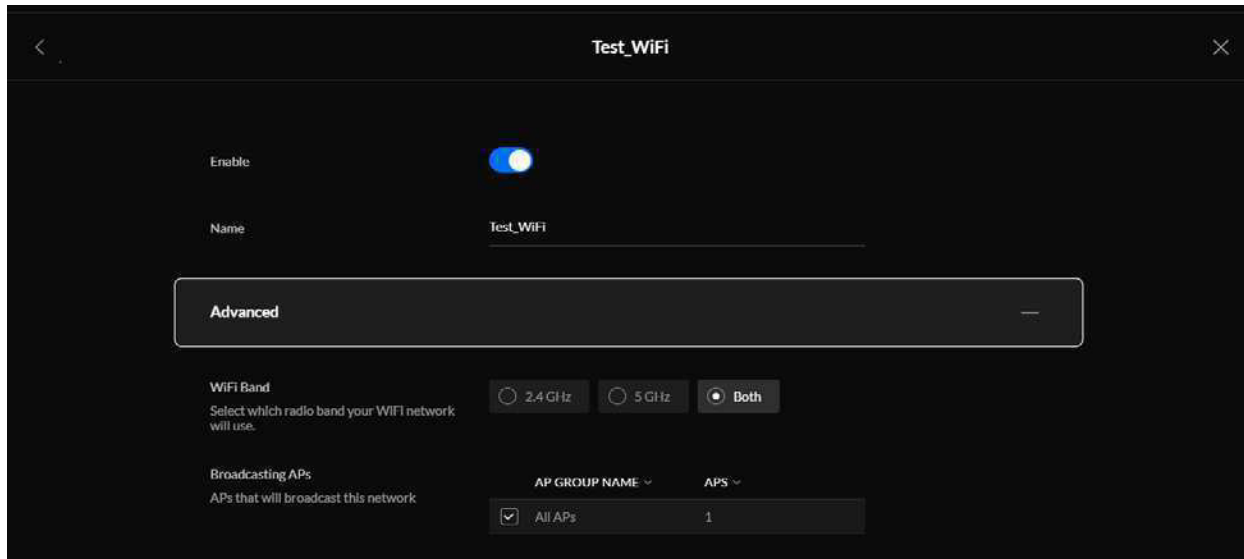 Test_WiFi
Enable
Name
Test_WiFi
Advanced
WiFi Band
Select which radio band your WIFI network
will use.
2.4 GHz
5 GHz
Both
Broadcasting APs
APs that will broadcast this network
AP GROUP NAME
APS
All APs
1